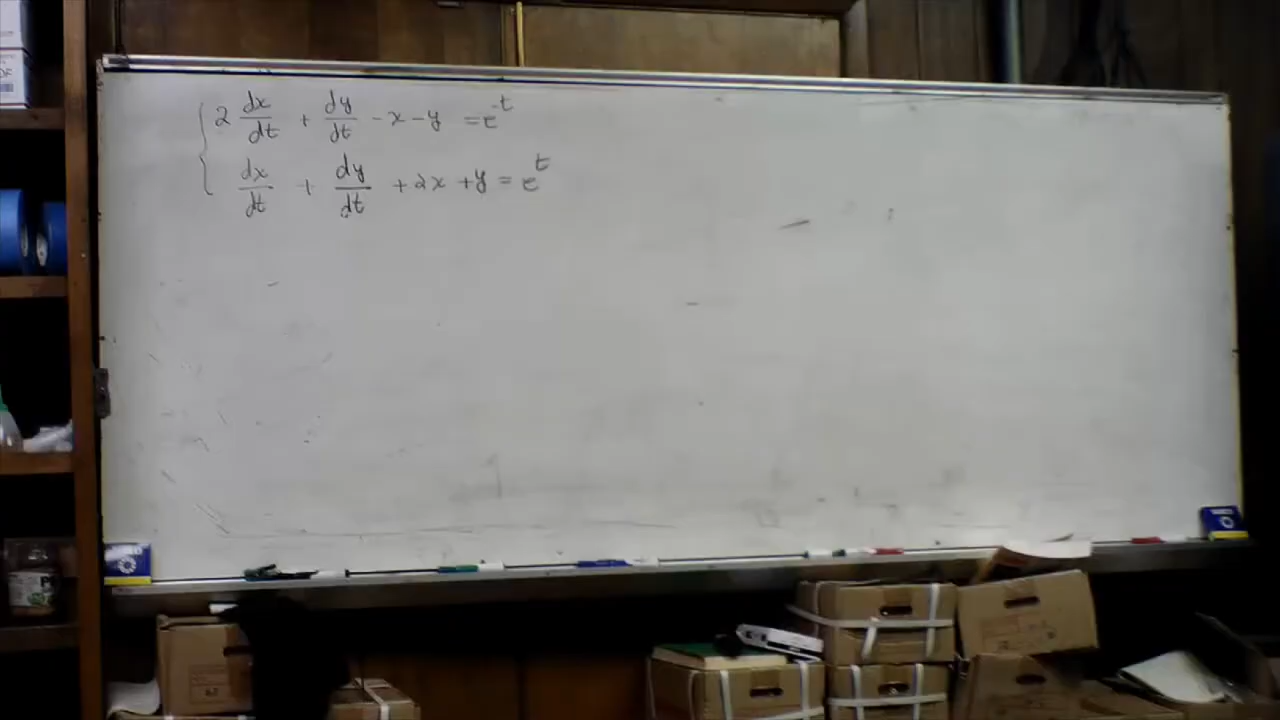 2 dx/dt + dy/dt - x - y = e^-t
dx/dt + dy/dt + 2x + y = e^t